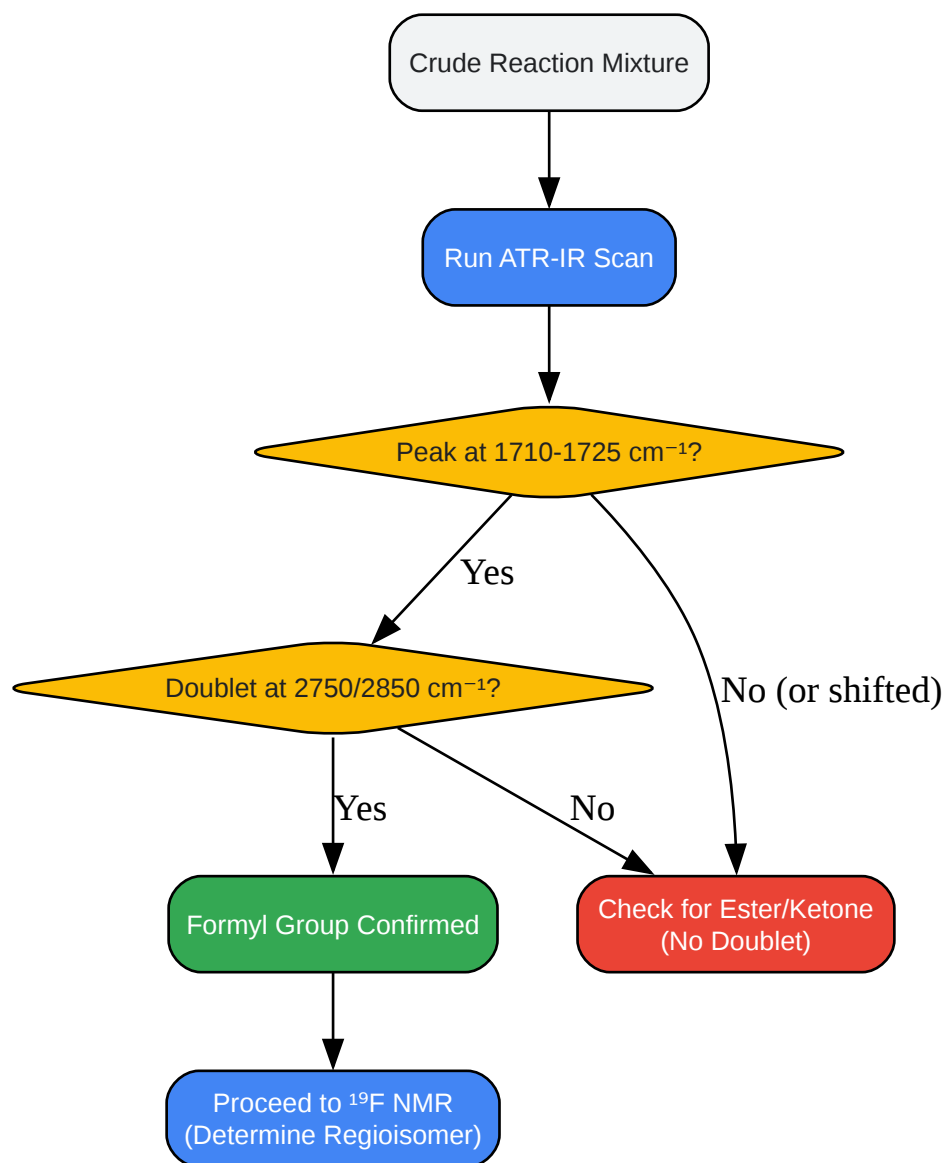 Crude Reaction Mixture
Run ATR-IR Scan
Peak at 1710-1725 cm⁻¹?
Yes
No (or shifted)
Doublet at 2750/2850 cm⁻¹?
Yes
No
Formyl Group Confirmed
Check for Ester/Ketone
(No Doublet)
Proceed to ¹⁹F NMR
(Determine Regioisomer)